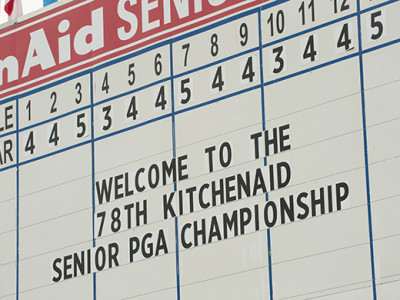 nAid SENI
LE 1 2 3 4 5 6 7 8 9 10 11 12
AR 4 4 5 3 4 4 5 4 4 3 4 4 5
WELCOME TO THE
78TH KITCHENAID
SENIOR PGA CHAMPIONSHIP